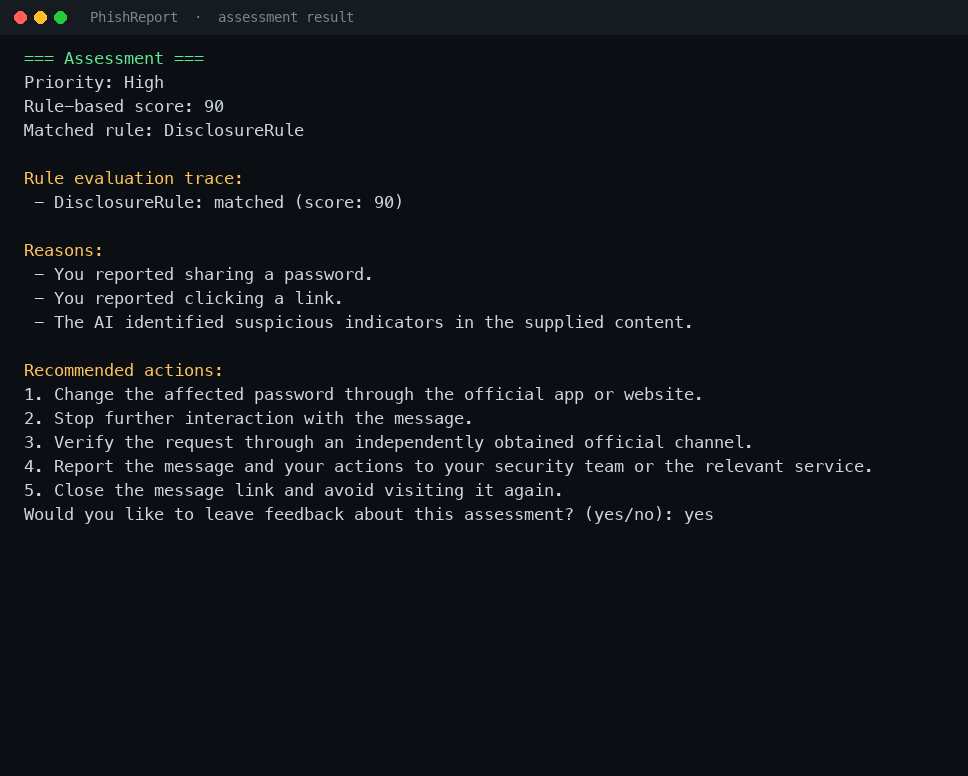 PhishReport · assessment result
=== Assessment ===
Priority: High
Rule-based score: 90
Matched rule: DisclosureRule
Rule evaluation trace:
- DisclosureRule: matched (score: 90)
Reasons:
- You reported sharing a password.
- You reported clicking a link.
- The AI identified suspicious indicators in the supplied content.
Recommended actions:
1. Change the affected password through the official app or website.
2. Stop further interaction with the message.
3. Verify the request through an independently obtained official channel.
4. Report the message and your actions to your security team or the relevant service.
5. Close the message link and avoid visiting it again.
Would you like to leave feedback about this assessment? (yes/no): yes